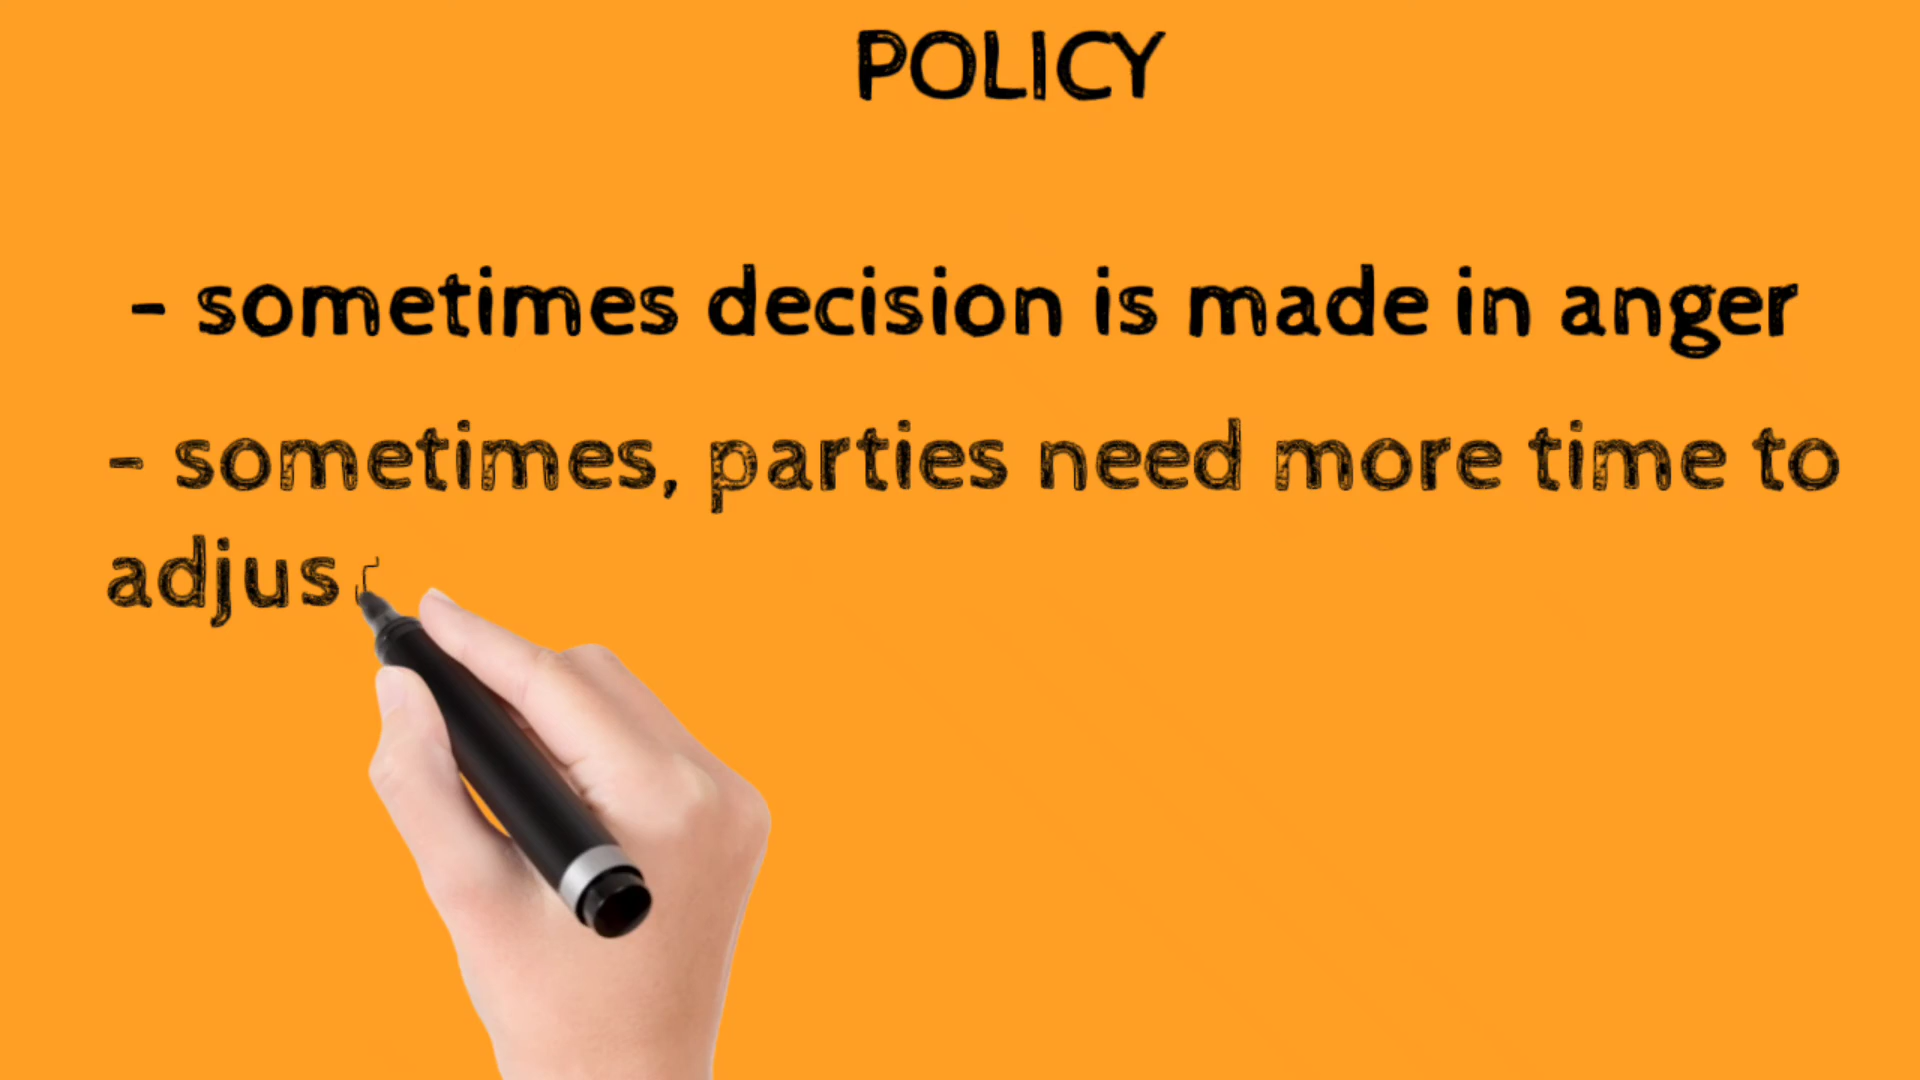 POLICY
- sometimes decision is made in anger
- sometimes, parties need more time to
adjus